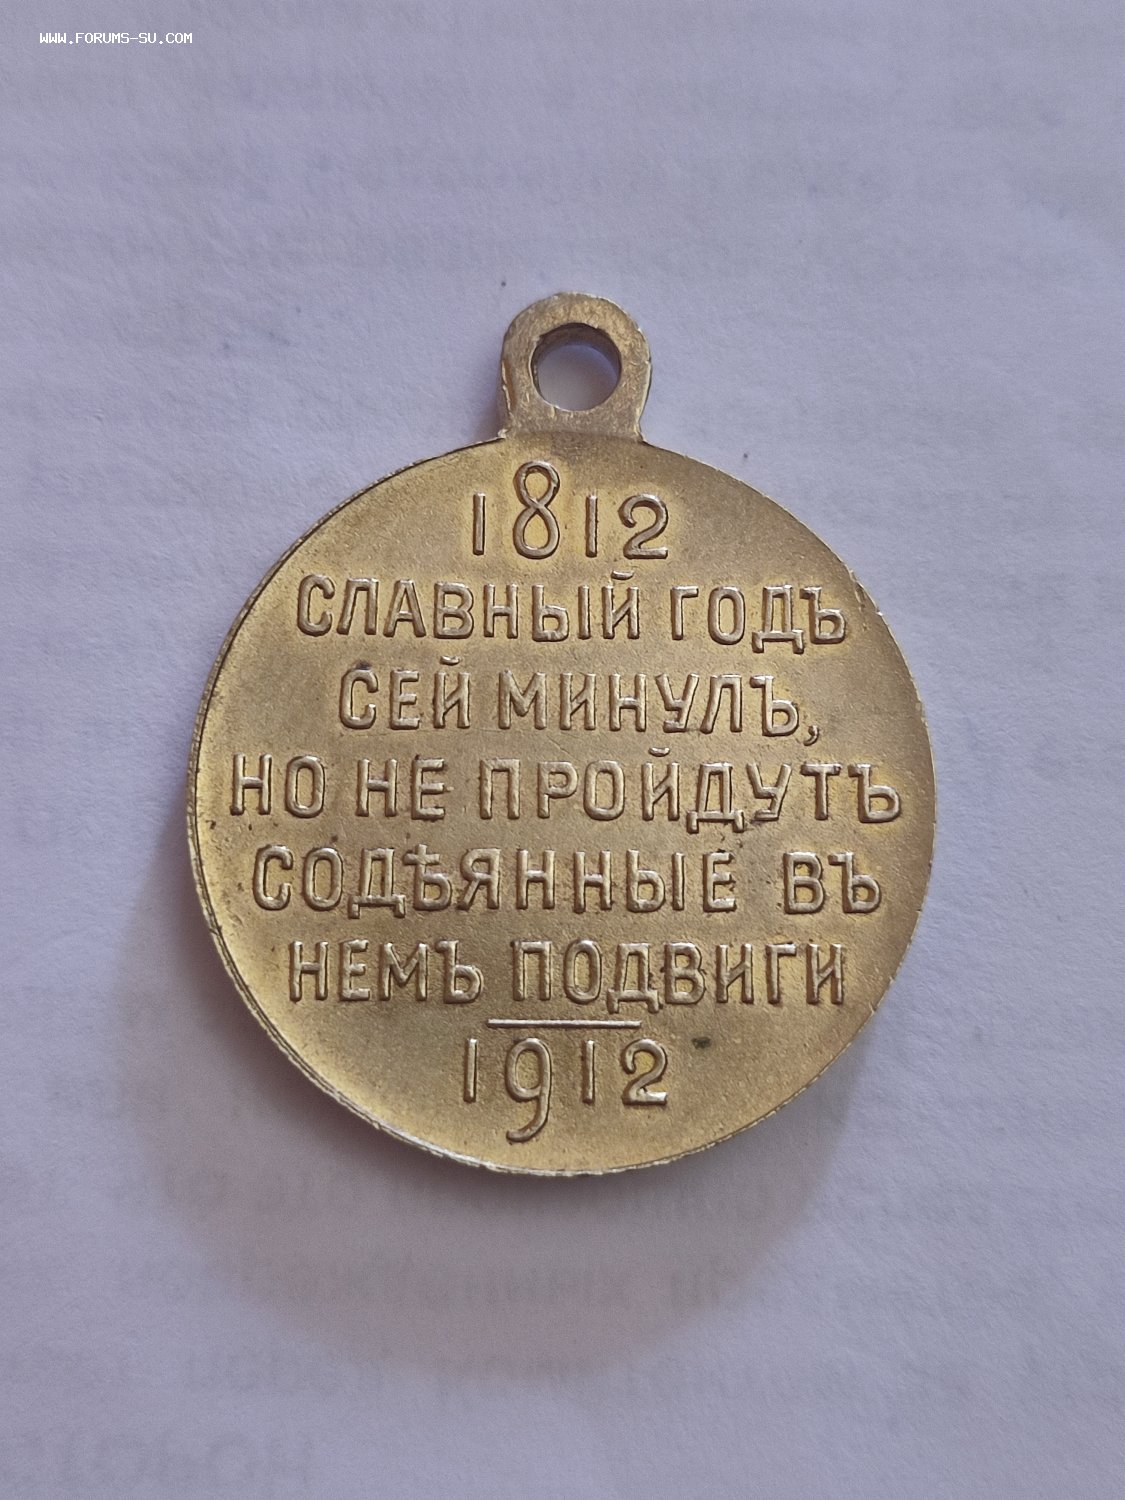 WWW.FORUMS-SU.COM
1812
СЛАВНЫЙ ГОДЪ
СЕЙ МИНУЛЪ,
НО НЕ ПРОЙДУТЪ
СОДѢЯННЫЕ ВЪ
НЕМЪ ПОДВИГИ
1912